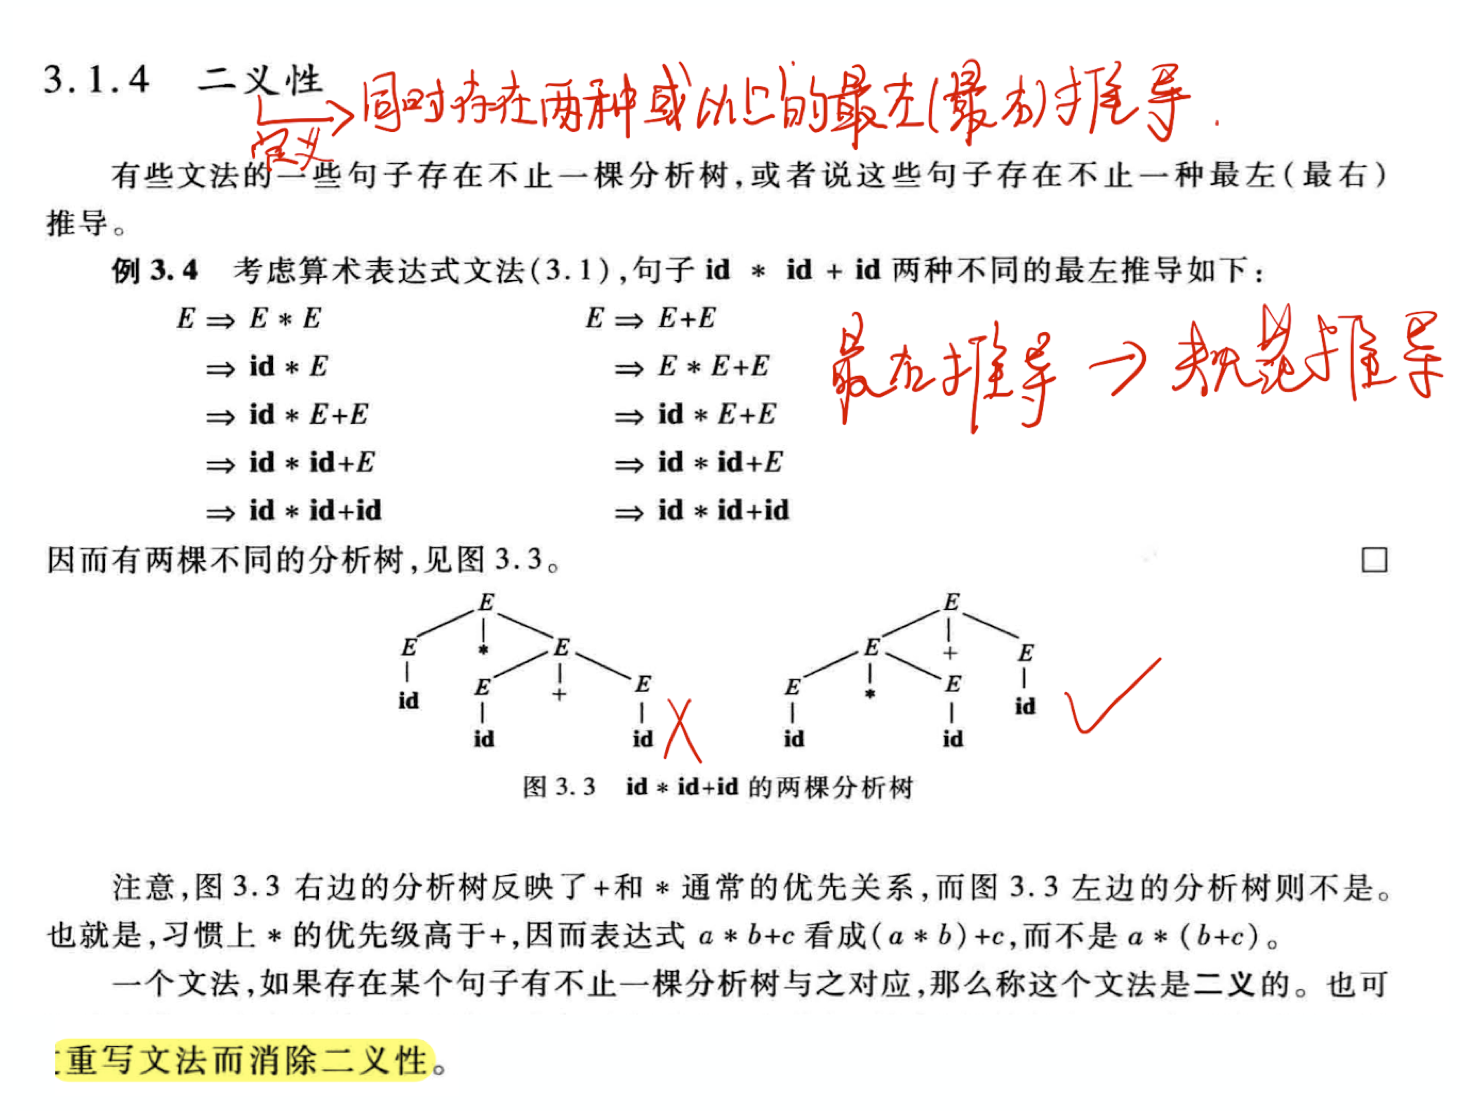 3.1.4 二义性
定义 同时存在两种或以上的最左(最右)推导.
有些文法的一些句子存在不止一棵分析树,或者说这些句子存在不止一种最左(最右)
推导。
例 3.4 考虑算术表达式文法(3.1),句子 id * id + id 两种不同的最左推导如下:
E ⇒ E * E    E ⇒ E+E
⇒ id * E    ⇒ E * E+E
最右推导 → 规范推导
⇒ id * E+E    ⇒ id * E+E
⇒ id * id+E    ⇒ id * id+E
⇒ id * id+id    ⇒ id * id+id
因而有两棵不同的分析树,见图 3.3。 □
E    E
E * E    E + E
id E + E    E * E id
id id    id id
图 3.3 id * id+id 的两棵分析树
注意,图 3.3 右边的分析树反映了+和 * 通常的优先关系,而图 3.3 左边的分析树则不是。
也就是,习惯上 * 的优先级高于+,因而表达式 a * b+c 看成(a * b)+c,而不是 a * (b+c)。
一个文法,如果存在某个句子有不止一棵分析树与之对应,那么称这个文法是二义的。也可
重写文法而消除二义性。